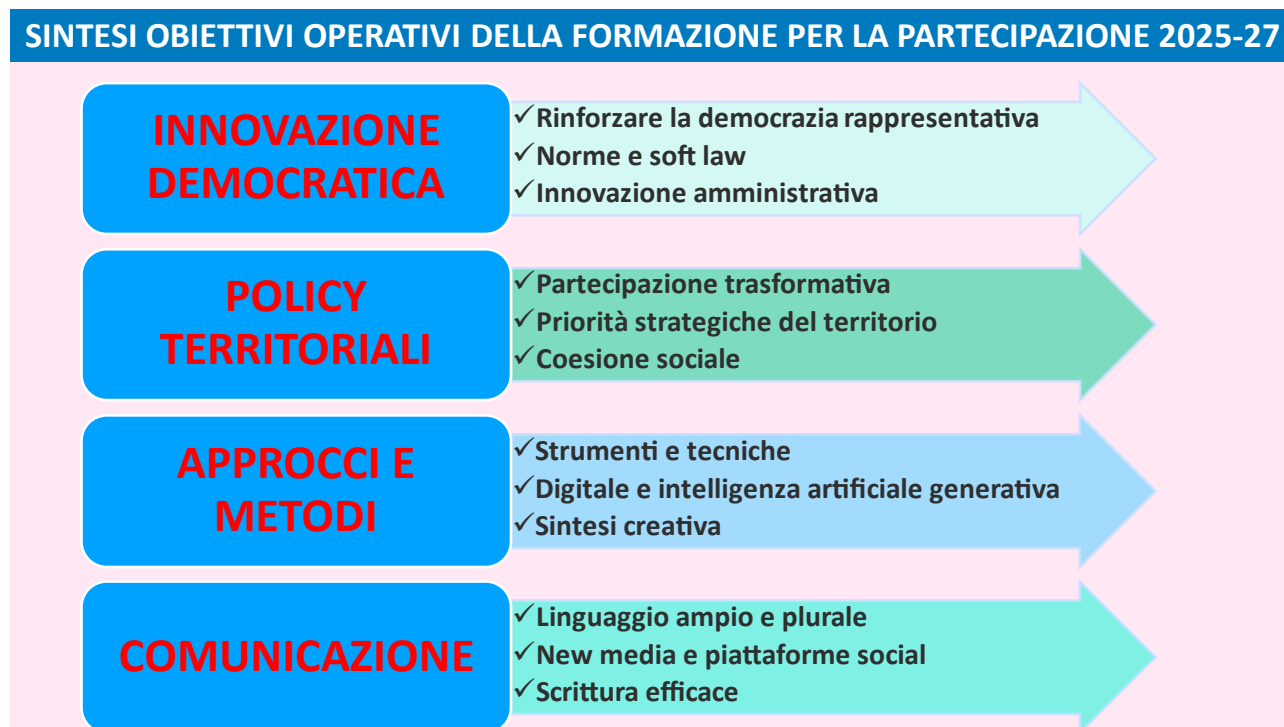 SINTESI OBIETTIVI OPERATIVI DELLA FORMAZIONE PER LA PARTECIPAZIONE 2025-27
INNOVAZIONE
DEMOCRATICA
✓Rinforzare la democrazia rappresentativa
✓Norme e soft law
✓Innovazione amministrativa
POLICY
TERRITORIALI
✓Partecipazione trasformativa
✓Priorità strategiche del territorio
✓Coesione sociale
APPROCCI E
METODI
✓Strumenti e tecniche
✓Digitale e intelligenza artificiale generativa
✓Sintesi creativa
COMUNICAZIONE
✓Linguaggio ampio e plurale
✓New media e piattaforme social
✓Scrittura efficace